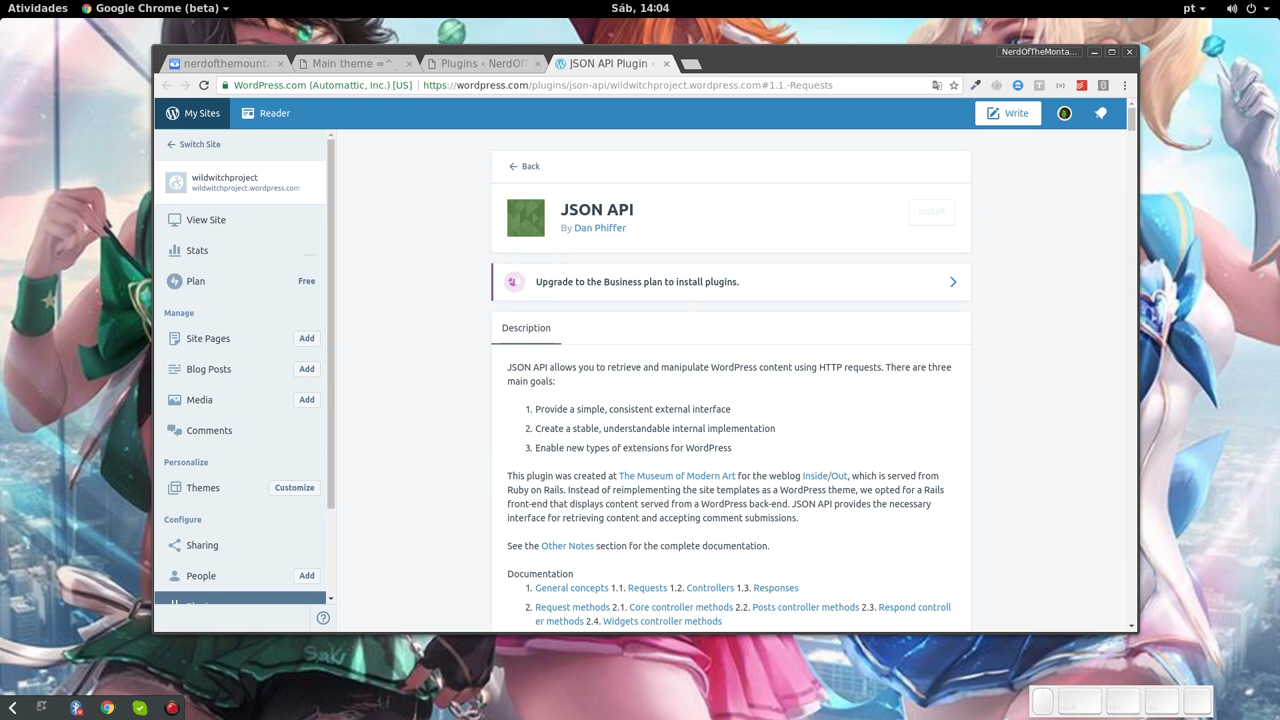 Atividades
Google Chrome (beta)
Sáb, 14:04
pt
NerdOfTheMonta...
nerdofthemount
Mom there's = ^_
Plugins ‹ NerdOf
JSON API Plugin ‹
WordPress.com (Automattic, Inc.) [US]
https://wordpress.com/plugins/json-api/wildwitchproject.wordpress.com#1.1.-Requests
My Sites
Reader
Write
Switch Site
wildwitchproject
wildwitchproject.wordpress.com
View Site
Stats
Plan
Free
Manage
Site Pages
Add
Blog Posts
Add
Media
Add
Comments
Personalize
Themes
Customize
Configure
Sharing
People
Add
Back
JSON API
By Dan Phiffer
Install
Upgrade to the Business plan to install plugins.
Description
JSON API allows you to retrieve and manipulate WordPress content using HTTP requests. There are three
main goals:
1. Provide a simple, consistent external interface
2. Create a stable, understandable internal implementation
3. Enable new types of extensions for WordPress
This plugin was created at The Museum of Modern Art for the weblog Inside/Out, which is served from
Ruby on Rails. Instead of reimplementing the site templates as a WordPress theme, we opted for a Rails
front-end that displays content served from a WordPress back-end. JSON API provides the necessary
interface for retrieving content and accepting comment submissions.
See the Other Notes section for the complete documentation.
Documentation
1. General concepts 1.1. Requests 1.2. Controllers 1.3. Responses
2. Request methods 2.1. Core controller methods 2.2. Posts controller methods 2.3. Respond controll
er methods 2.4. Widgets controller methods